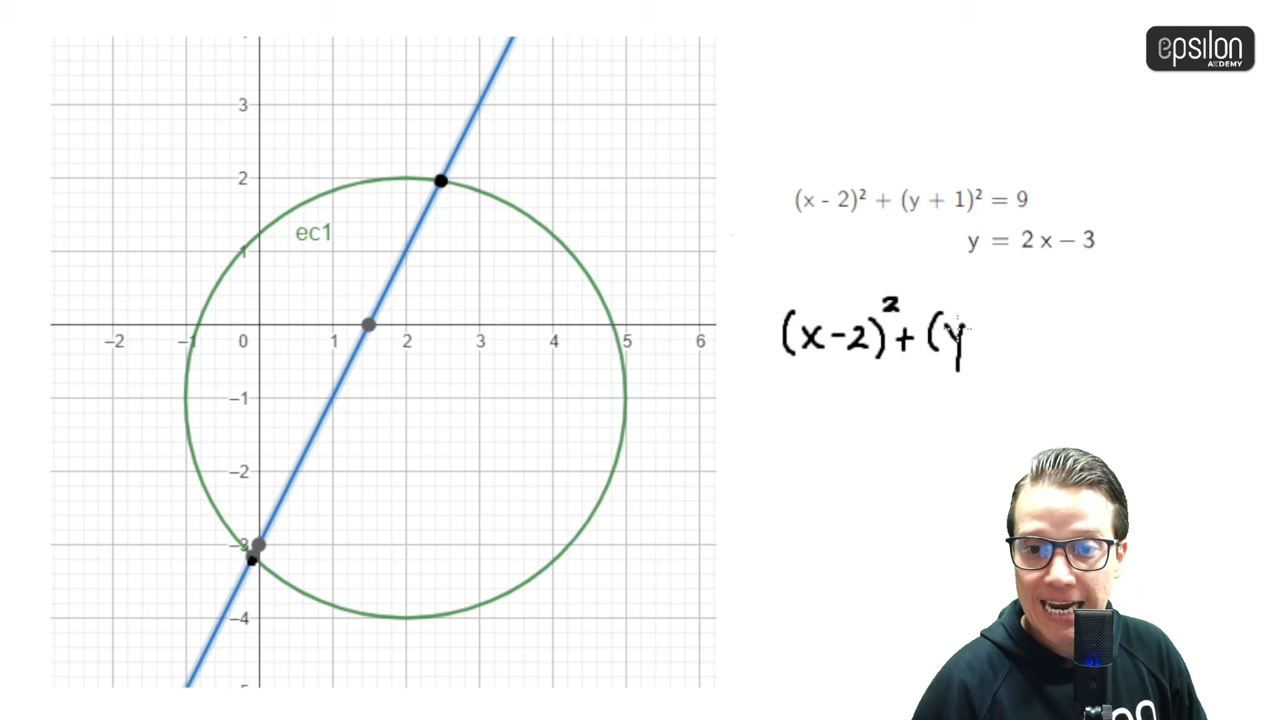 epsilon
AXDEMY
3
2
ec1
1
-2
-1
0
1
2
3
4
5
6
-1
-2
-3
-4
(x - 2)² + (y + 1)² = 9
y = 2 x − 3
(x-2)² + (y